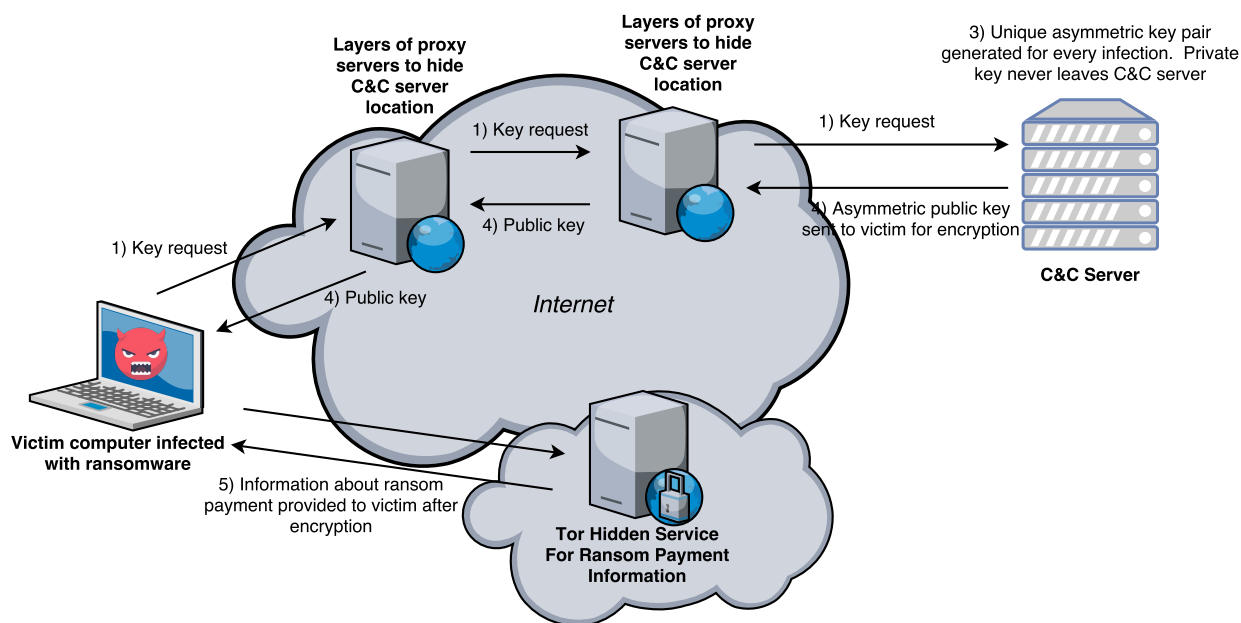 Layers of proxy
servers to hide
C&C server
location
Layers of proxy
servers to hide
C&C server
location
3) Unique asymmetric key pair
generated for every infection.  Private
key never leaves C&C server
1) Key request
1) Key request
4) Public key
4) Asymmetric public key
sent to victim for encryption
C&C Server
1) Key request
4) Public key
Internet
Victim computer infected
with ransomware
5) Information about ransom
payment provided to victim after
encryption
Tor Hidden Service
For Ransom Payment
Information